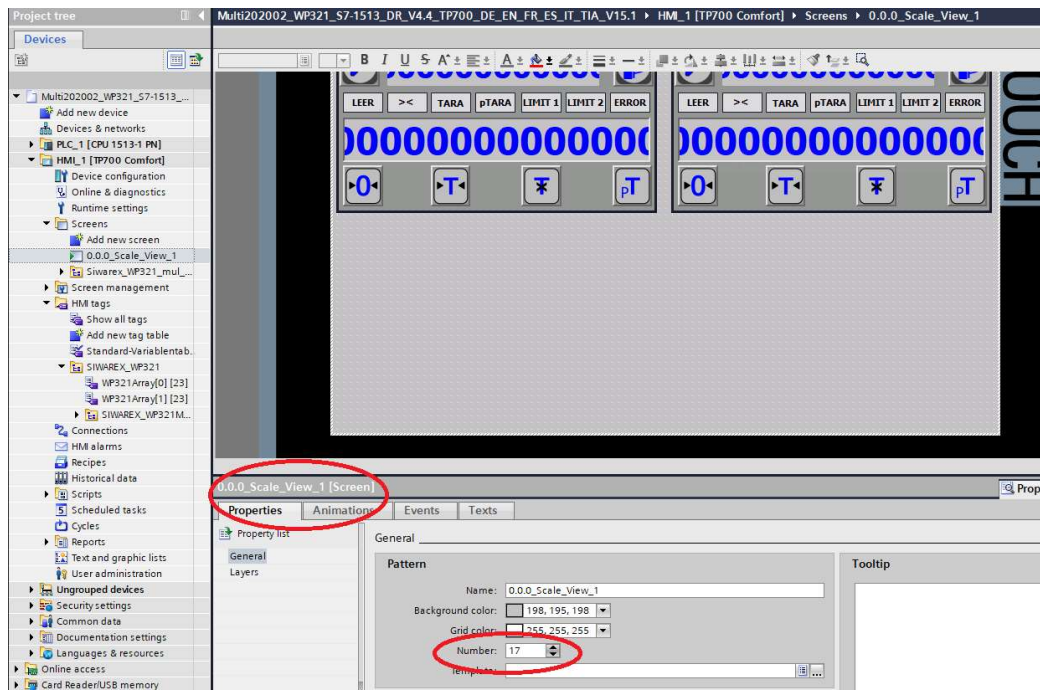 Project tree
Devices
Multi202002_WP321_S7-1513_...
Add new device
Devices & networks
PLC_1 [CPU 1513-1 PN]
HMI_1 [TP700 Comfort]
Device configuration
Online & diagnostics
Runtime settings
Screens
Add new screen
0.0.0_Scale_View_1
Siwarex_WP321_mul_...
Screen management
HMI tags
Show all tags
Add new tag table
Standard-Variablentab..
SIWAREX_WP321
WP321Array[0] [23]
WP321Array[1] [23]
SIWAREX_WP321M...
Connections
HMI alarms
Recipes
Historical data
Scripts
Scheduled tasks
Cycles
Reports
Text and graphic lists
User administration
Ungrouped devices
Security settings
Common data
Documentation settings
Languages & resources
Online access
Card Reader/USB memory
Multi202002_WP321_S7-1513_DR_V4.4_TP700_DE_EN_FR_ES_IT_TIA_V15.1 ▸ HMI_1 [TP700 Comfort] ▸ Screens ▸ 0.0.0_Scale_View_1
B I U S A A
LEER >< TARA pTARA LIMIT 1 LIMIT 2 ERROR LEER >< TARA pTARA LIMIT 1 LIMIT 2 ERROR
0 T T pT 0 T T pT
OUCH
0.0.0_Scale_View_1 [Screen]
Prop
Properties Animations Events Texts
Property list
General
Layers
General
Pattern
Name: 0.0.0_Scale_View_1
Background color: 198, 195, 198
Grid color: 255, 255, 255
Number: 17
Template:
...
Tooltip